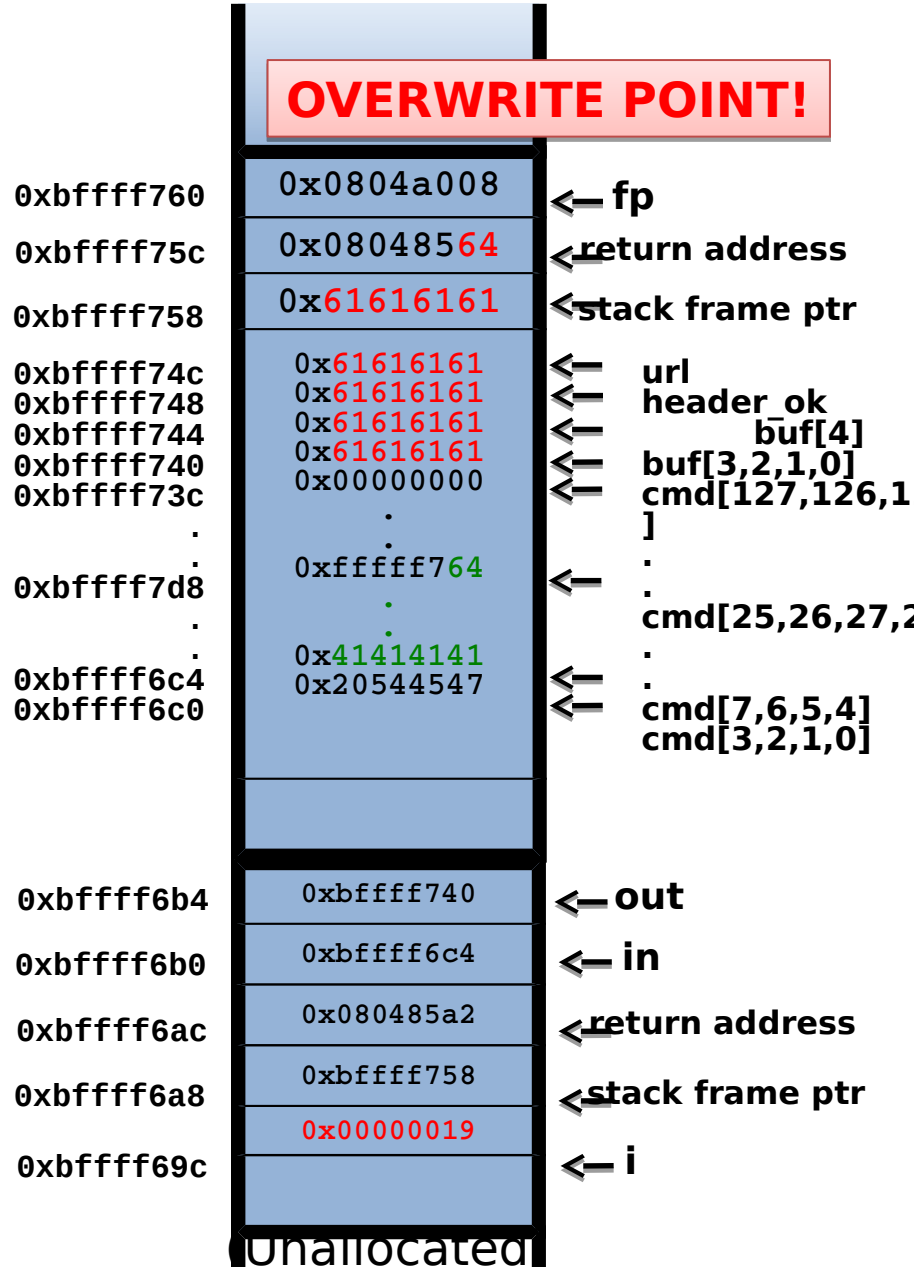 OVERWRITE POINT!
0xbffff760 0x0804a008 fp
0xbffff75c 0x08048564 return address
0xbffff758 0x61616161 stack frame ptr
0xbffff74c 0x61616161 url
0xbffff748 0x61616161 header_ok
0xbffff744 0x61616161 buf[4]
0xbffff740 0x61616161 buf[3,2,1,0]
0xbffff73c 0x00000000 cmd[127,126,1
. . ]
. . .
0xbffff7d8 0xfffff764 .
. . cmd[25,26,27,2
. . .
0xbffff6c4 0x41414141 .
0xbffff6c0 0x20544547 cmd[7,6,5,4]
cmd[3,2,1,0]
0xbffff6b4 0xbffff740 out
0xbffff6b0 0xbffff6c4 in
0xbffff6ac 0x080485a2 return address
0xbffff6a8 0xbffff758 stack frame ptr
0x00000019
0xbffff69c i
(Unallocated